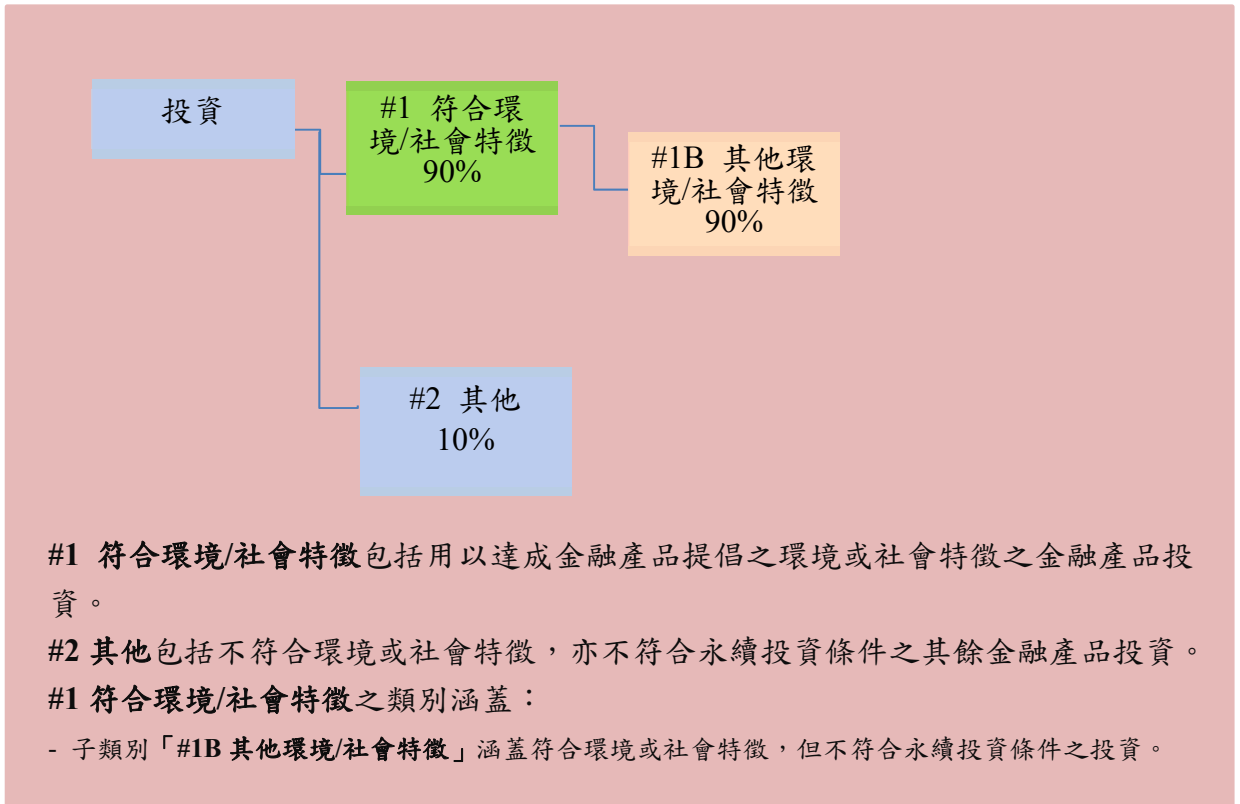 投資
#1 符合環
境/社會特徵
90%
#1B 其他環
境/社會特徵
90%
#2 其他
10%
#1 符合環境/社會特徵包括用以達成金融產品提倡之環境或社會特徵之金融產品投
資。
#2 其他包括不符合環境或社會特徵，亦不符合永續投資條件之其餘金融產品投資。
#1 符合環境/社會特徵之類別涵蓋：
- 子類別「#1B 其他環境/社會特徵」涵蓋符合環境或社會特徵，但不符合永續投資條件之投資。